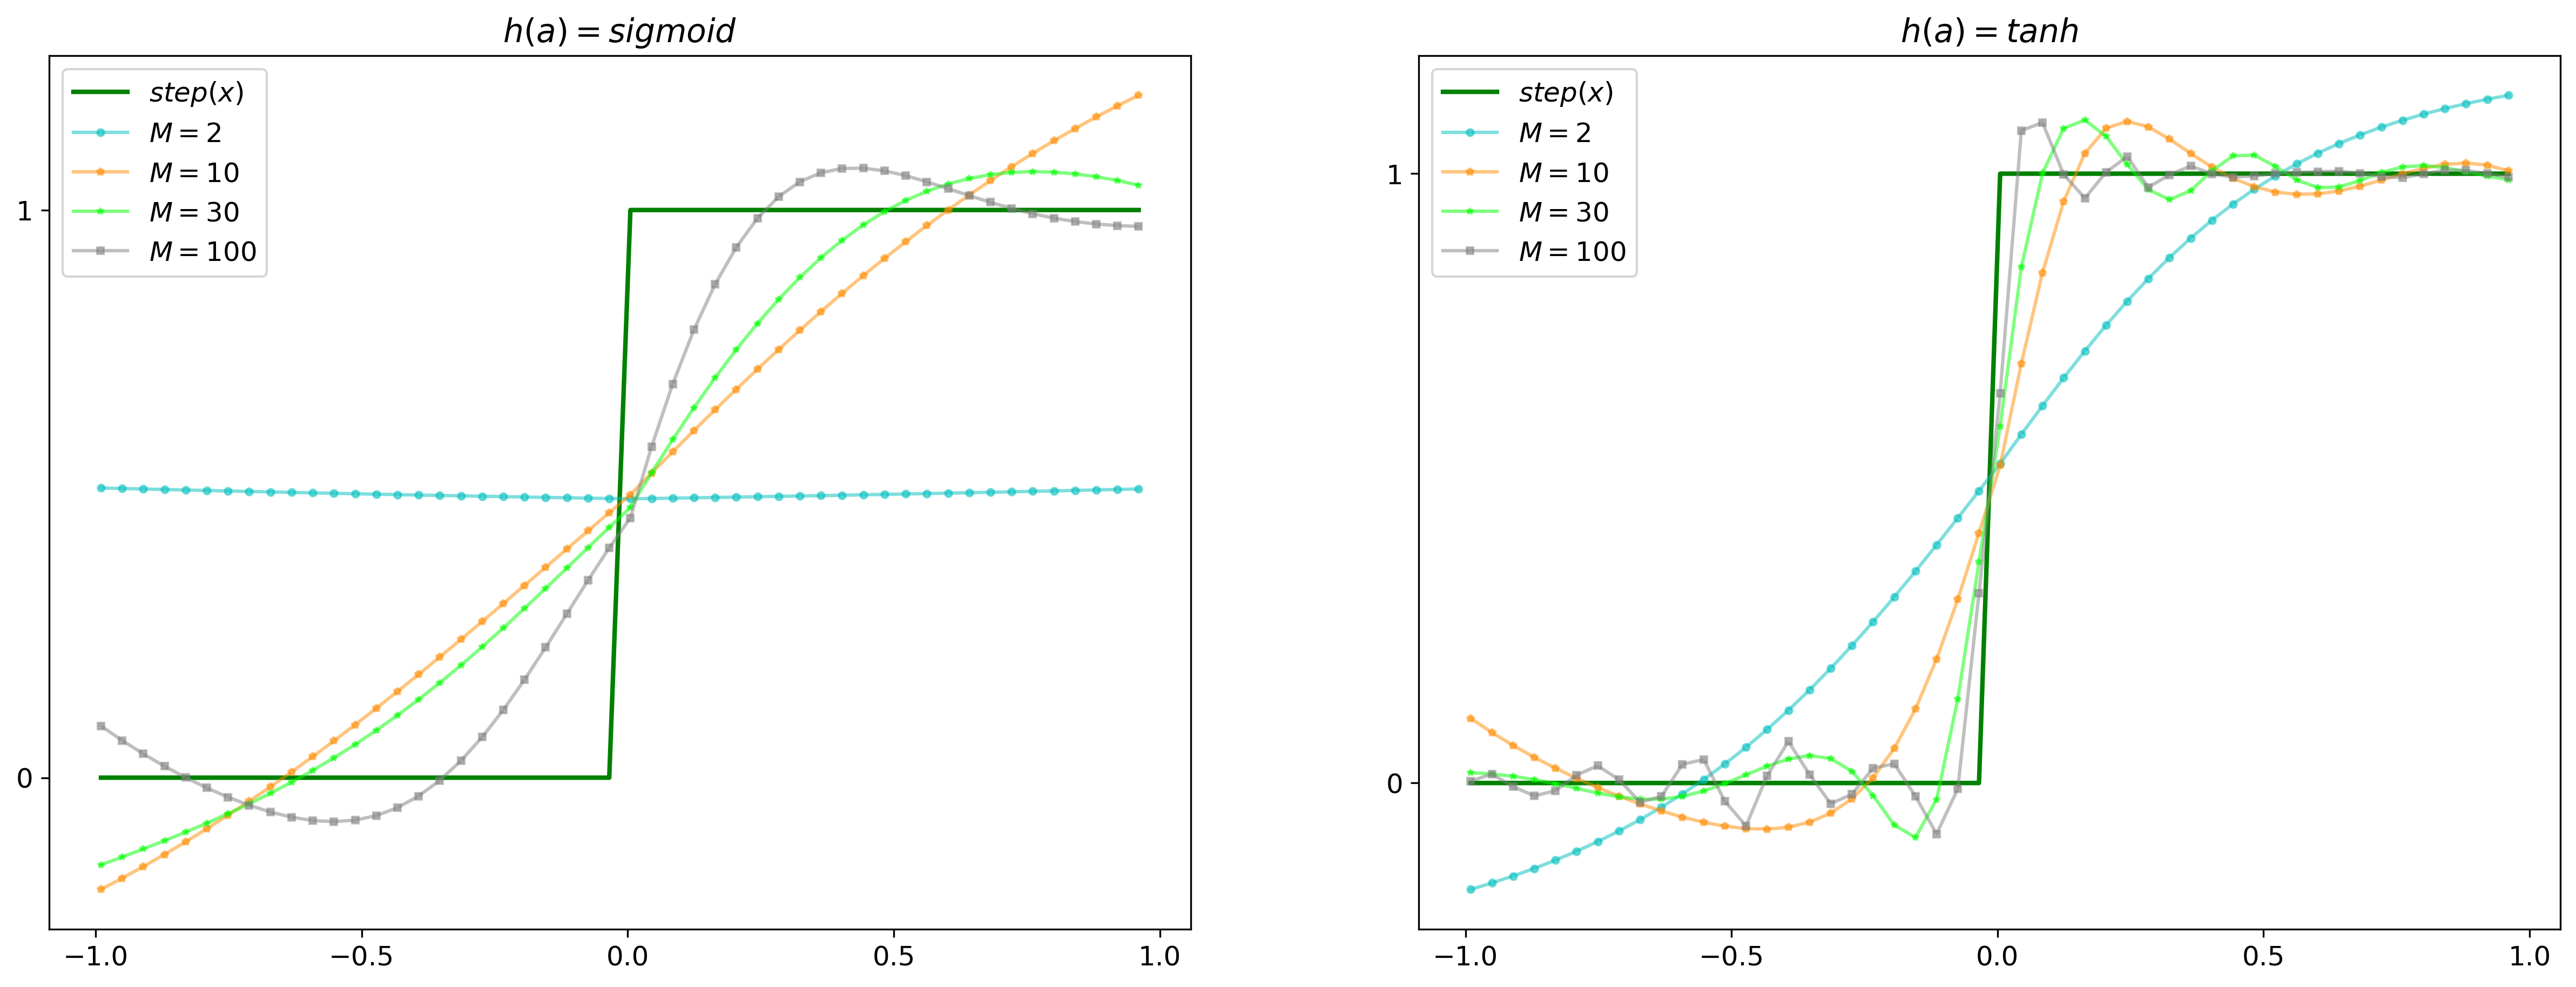 h(a) = sigmoid
step(x)
M = 2
M = 10
M = 30
M = 100
1
0
−1.0 −0.5 0.0 0.5 1.0
h(a) = tanh
step(x)
M = 2
M = 10
M = 30
M = 100
1
0
−1.0 −0.5 0.0 0.5 1.0